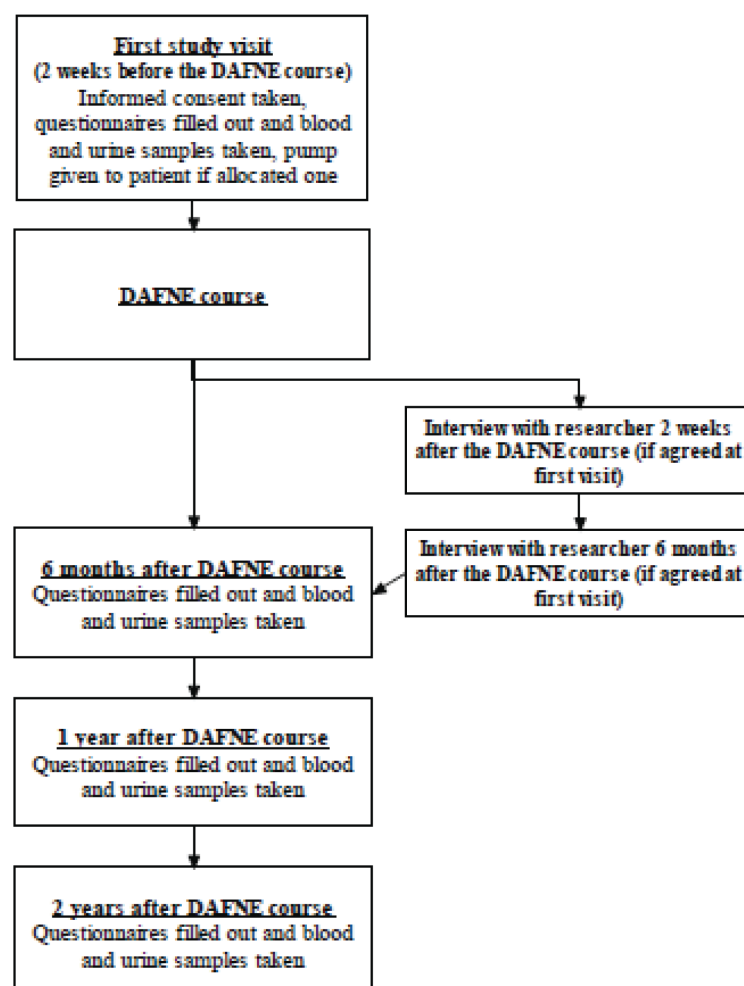 First study visit
(2 weeks before the DAFNE course)
Informed consent taken,
questionnaires filled out and blood
and urine samples taken, pump
given to patient if allocated one
DAFNE course
Interview with researcher 2 weeks
after the DAFNE course (if agreed at
first visit)
Interview with researcher 6 months
after the DAFNE course (if agreed at
first visit)
6 months after DAFNE course
Questionnaires filled out and blood
and urine samples taken
1 year after DAFNE course
Questionnaires filled out and blood
and urine samples taken
2 years after DAFNE course
Questionnaires filled out and blood
and urine samples taken